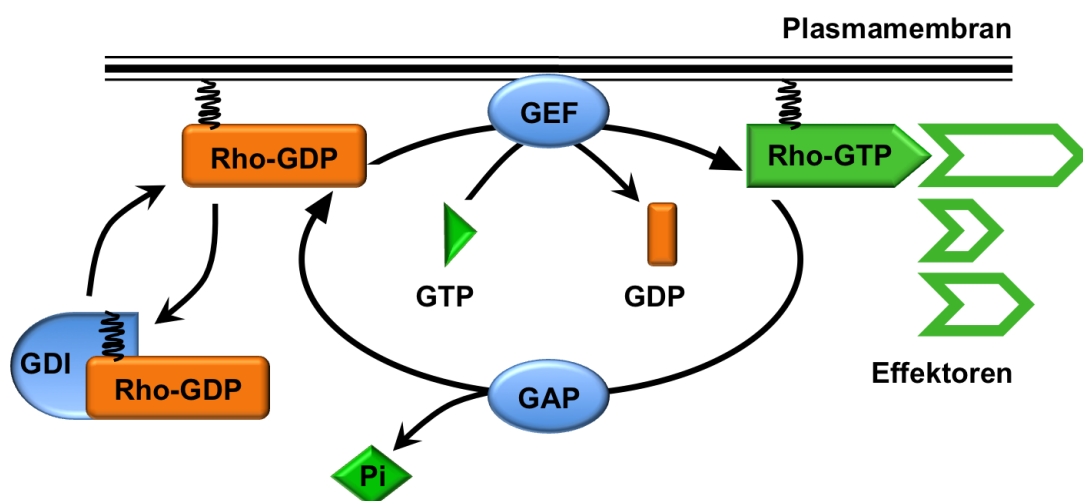 Plasmamembran
GEF
Rho-GDP
Rho-GTP
GTP
GDP
GDI
Rho-GDP
GAP
Effektoren
Pi